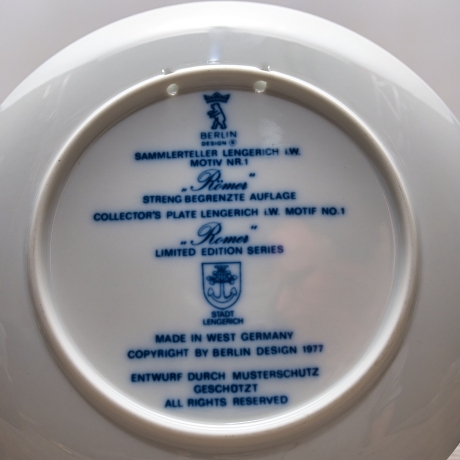 BERLIN
DESIGN ®
SAMMLERTELLER LENGERICH i.W.
MOTIV NR.1
„Römer“
STRENG BEGRENZTE AUFLAGE
COLLECTOR'S PLATE LENGERICH i.W. MOTIF NO.1
„Romer“
LIMITED EDITION SERIES
STADT
LENGERICH
MADE IN WEST GERMANY
COPYRIGHT BY BERLIN DESIGN 1977
ENTWURF DURCH MUSTERSCHUTZ
GESCHÜTZT
ALL RIGHTS RESERVED